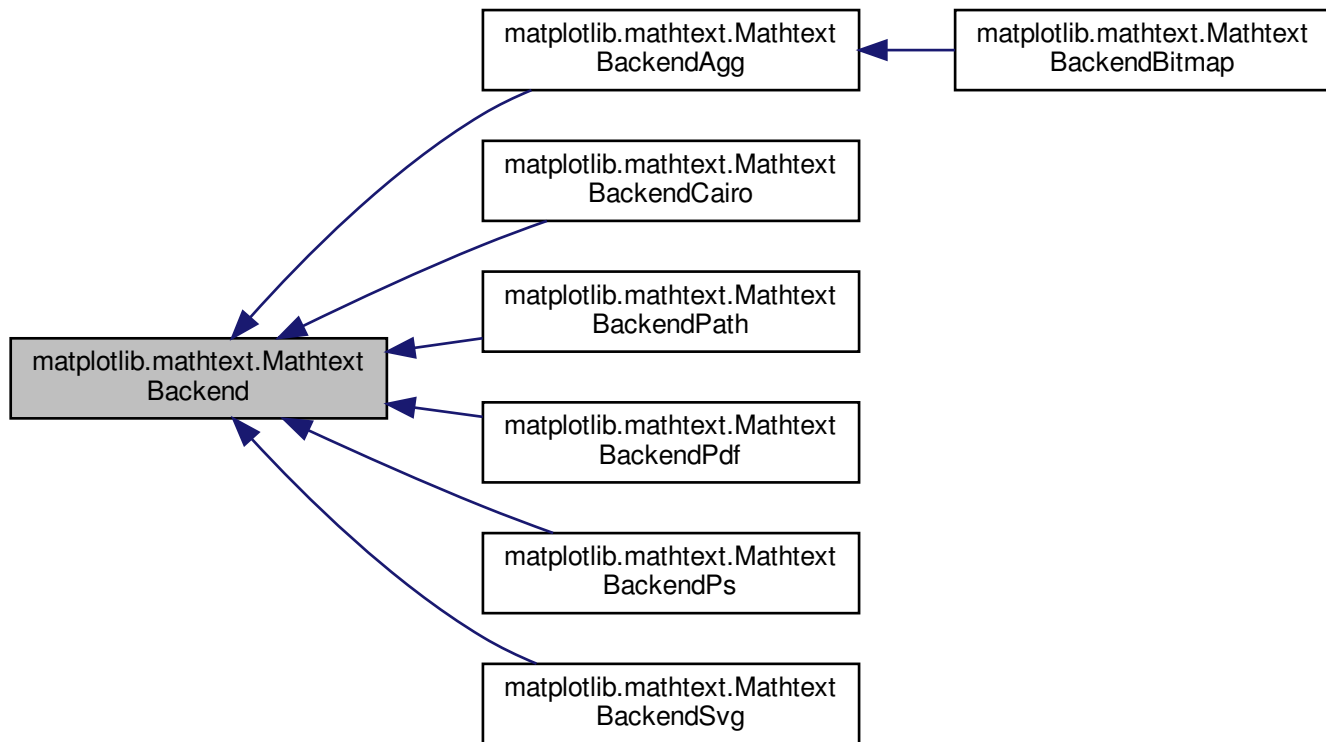 matplotlib.mathtext.Mathtext
BackendAgg
matplotlib.mathtext.Mathtext
BackendBitmap
matplotlib.mathtext.Mathtext
BackendCairo
matplotlib.mathtext.Mathtext
BackendPath
matplotlib.mathtext.Mathtext
Backend
matplotlib.mathtext.Mathtext
BackendPdf
matplotlib.mathtext.Mathtext
BackendPs
matplotlib.mathtext.Mathtext
BackendSvg